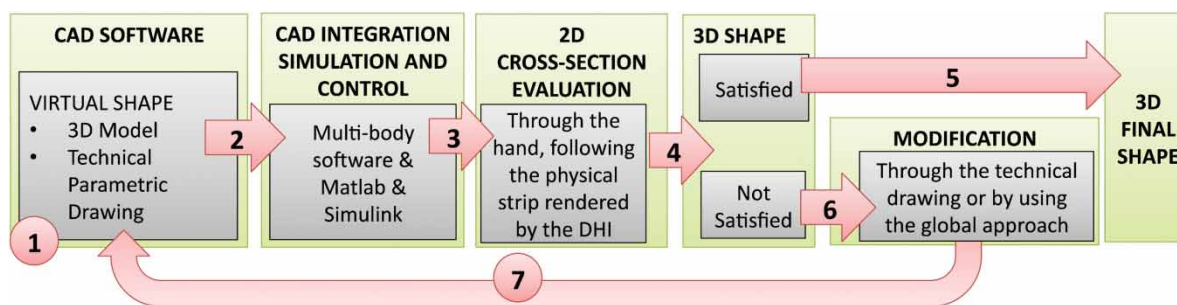 CAD SOFTWARE
VIRTUAL SHAPE
• 3D Model
• Technical
Parametric
Drawing
1
2
CAD INTEGRATION
SIMULATION AND
CONTROL
Multi-body
software &
Matlab &
Simulink
3
2D
CROSS-SECTION
EVALUATION
Through the
hand, following
the physical
strip rendered
by the DHI
4
3D SHAPE
Satisfied
5
Not
Satisfied
6
MODIFICATION
Through the technical
drawing or by using
the global approach
7
3D
FINAL
SHAPE